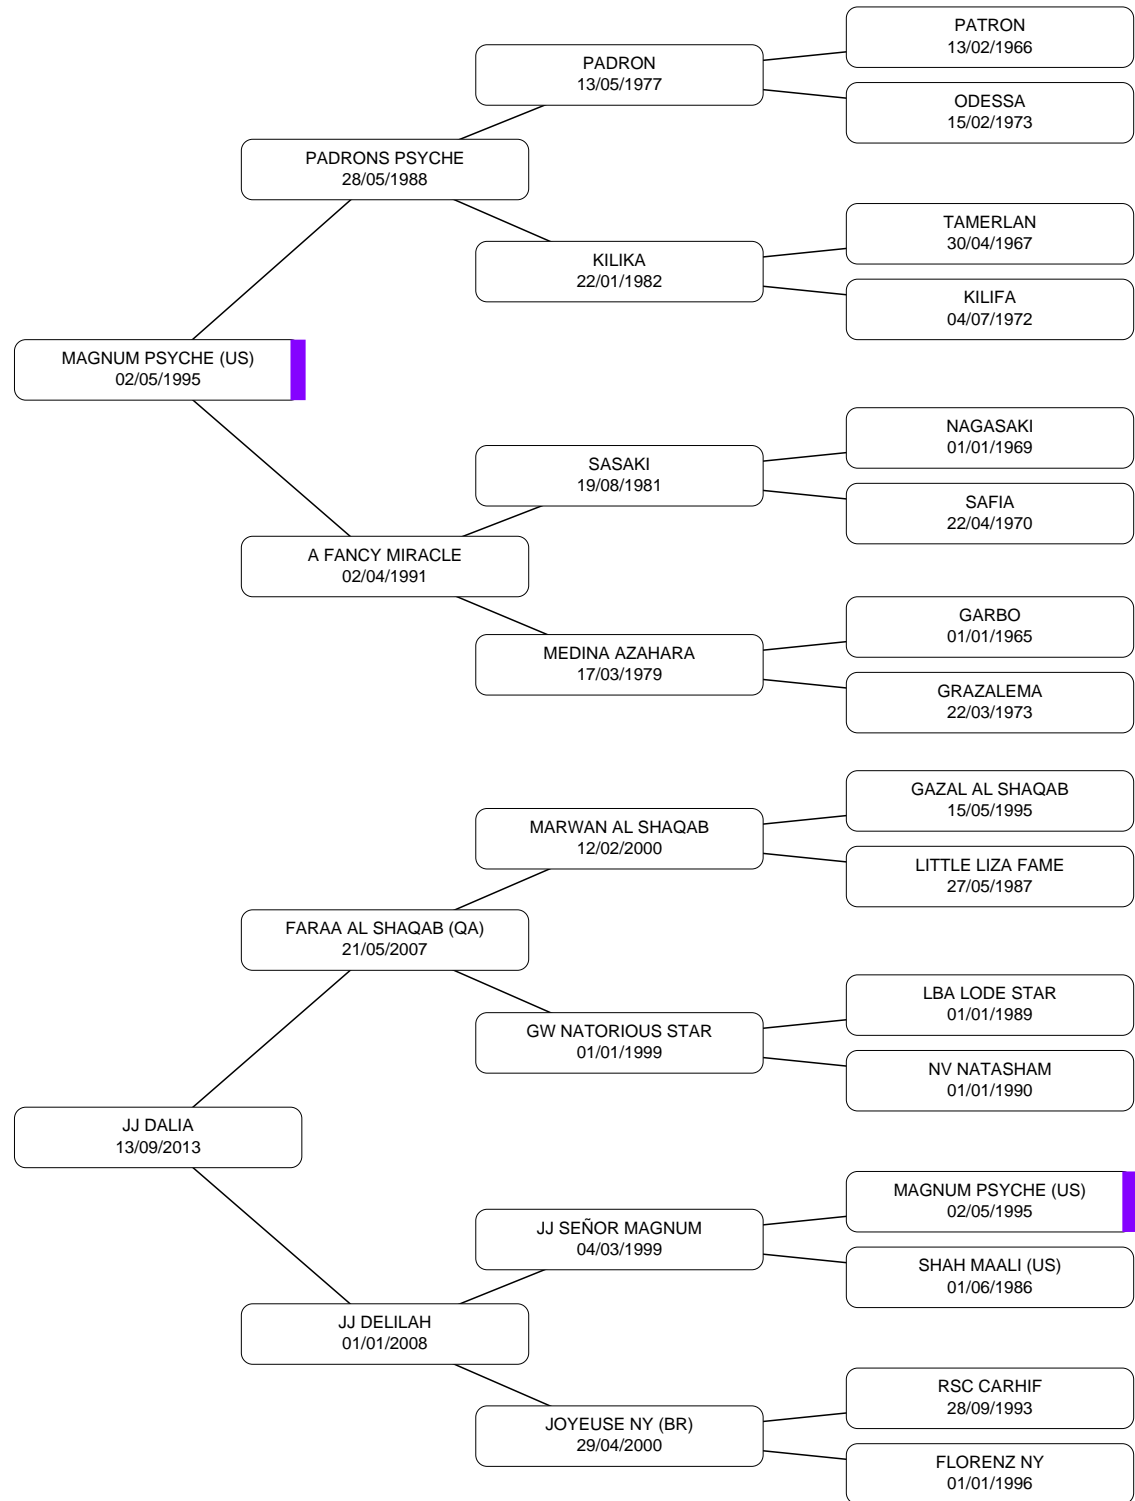 PATRON
13/02/1966
PADRON
13/05/1977
ODESSA
15/02/1973
PADRONS PSYCHE
28/05/1988
TAMERLAN
30/04/1967
KILIKA
22/01/1982
KILIFA
04/07/1972
MAGNUM PSYCHE (US)
02/05/1995
NAGASAKI
01/01/1969
SASAKI
19/08/1981
SAFIA
22/04/1970
A FANCY MIRACLE
02/04/1991
GARBO
01/01/1965
MEDINA AZAHARA
17/03/1979
GRAZALEMA
22/03/1973
GAZAL AL SHAQAB
15/05/1995
MARWAN AL SHAQAB
12/02/2000
LITTLE LIZA FAME
27/05/1987
FARAA AL SHAQAB (QA)
21/05/2007
LBA LODE STAR
01/01/1989
GW NATORIOUS STAR
01/01/1999
NV NATASHAM
01/01/1990
JJ DALIA
13/09/2013
MAGNUM PSYCHE (US)
02/05/1995
JJ SEÑOR MAGNUM
04/03/1999
SHAH MAALI (US)
01/06/1986
JJ DELILAH
01/01/2008
RSC CARHIF
28/09/1993
JOYEUSE NY (BR)
29/04/2000
FLORENZ NY
01/01/1996